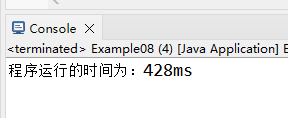 Console
<terminated> Example08 (4) [Java Application] E
程序运行的时间为：428ms